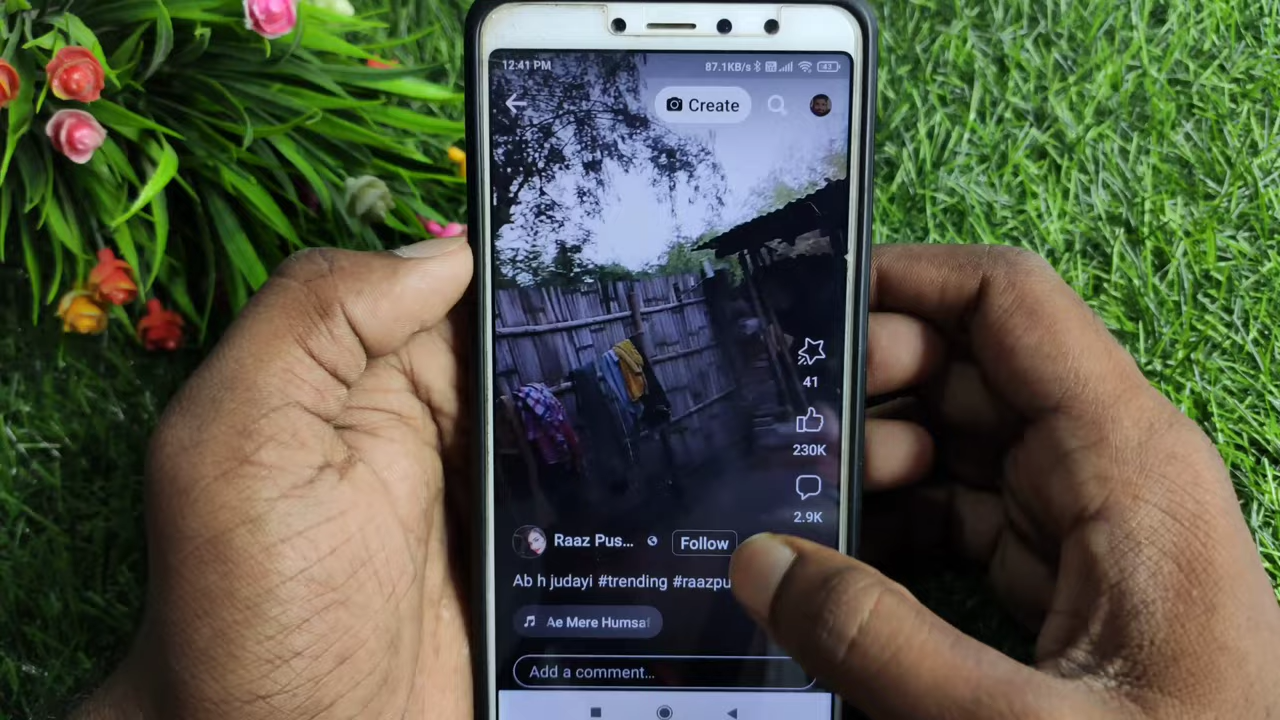 12:41 PM 87.1KB/s 43
Create
41
230K
2.9K
Raaz Pus... Follow
Ab h judayi #trending #raazpu
Ae Mere Humsaf
Add a comment...